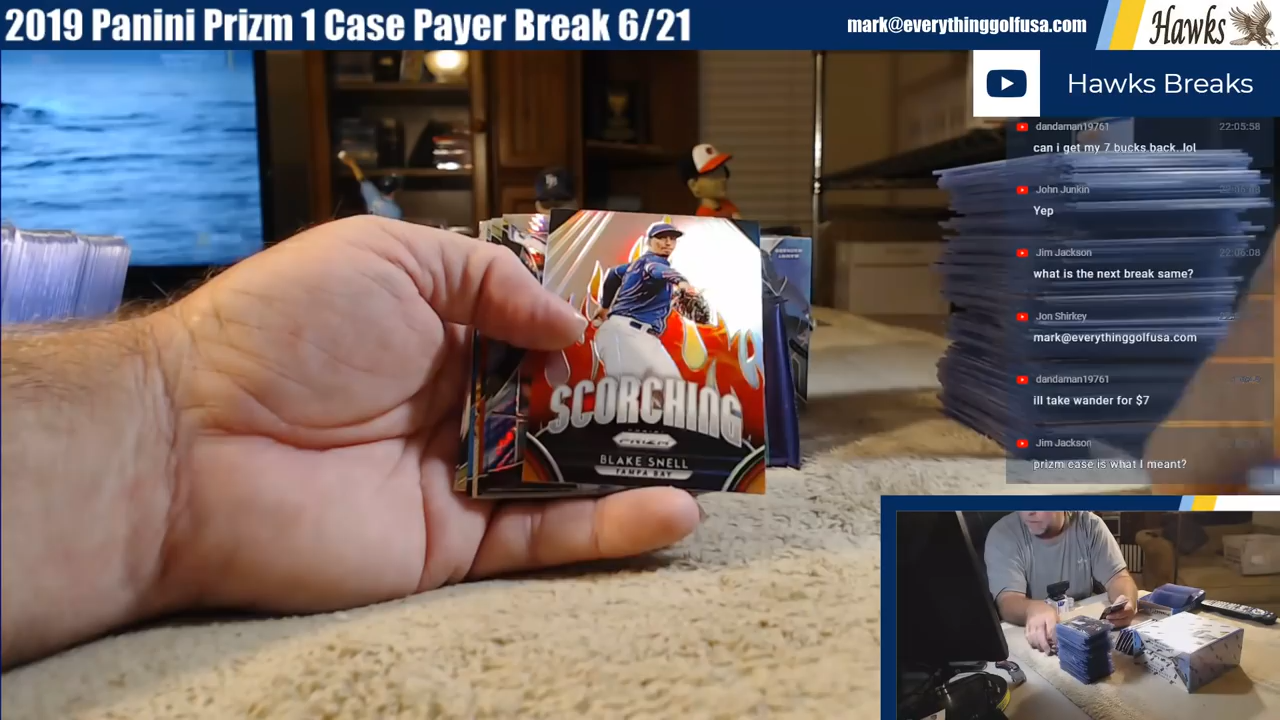 2019 Panini Prizm 1 Case Payer Break 6/21
mark@everythinggolfusa.com
Hawks
Hawks Breaks
dandaman19761 22:05:58
can i get my 7 bucks back..lol
John Junkin
Yep
Jim Jackson 22:06:08
what is the next break same?
Jon Shirkey
mark@everythinggolfusa.com
dandaman19761
ill take wander for $7
Jim Jackson
prizm case is what I meant?
SCORCHING
PANINI
PRIZM
BLAKE SNELL
TAMPA BAY